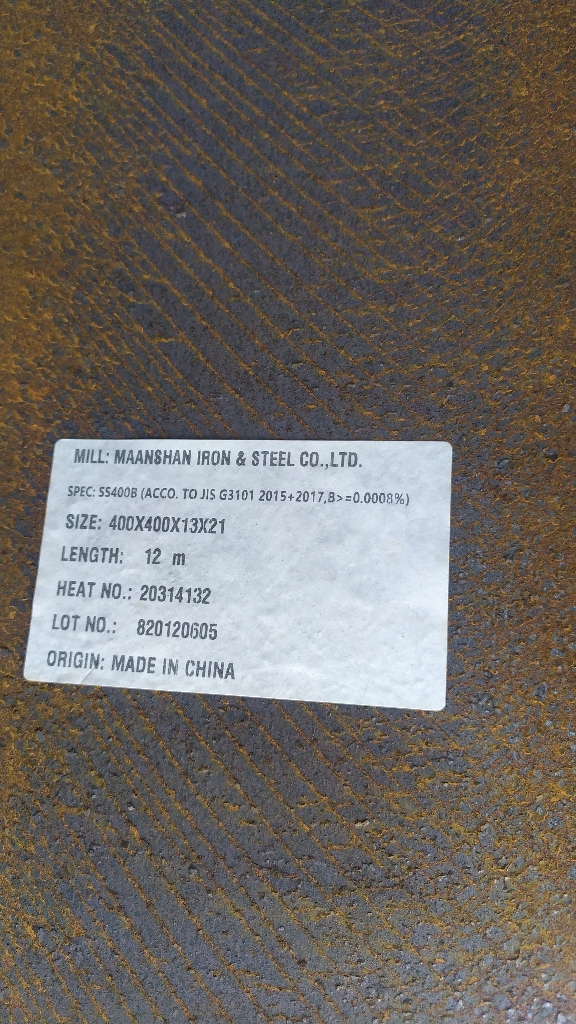 MILL: MAANSHAN IRON & STEEL CO.,LTD.
SPEC: SS400B (ACCO. TO JIS G3101 2015+2017,B>=0.0008%)
SIZE: 400X400X13X21
LENGTH: 12 m
HEAT NO.: 20314132
LOT NO.: 820120605
ORIGIN: MADE IN CHINA